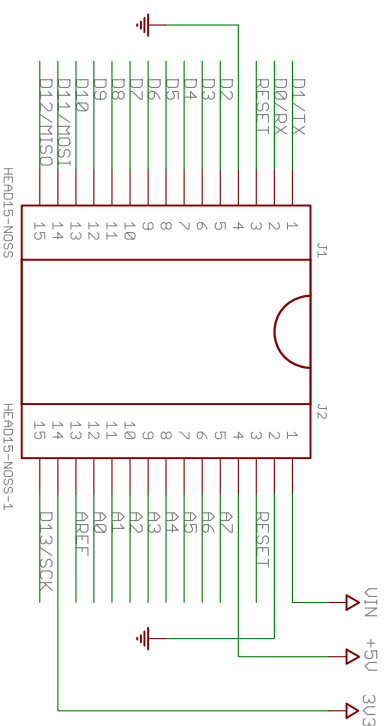 D1/TX
D0/RX
RESET
D2
D3
D4
D5
D6
D7
D8
D9
D10
D11/MOSI
D12/MISO
J1
1
2
3
4
5
6
7
8
9
10
11
12
13
14
15
HEAD15-NOSS
J2
1
2
3
4
5
6
7
8
9
10
11
12
13
14
15
HEAD15-NOSS-1
RESET
A7
A6
A5
A4
A3
A2
A1
A0
AREF
D13/SCK
VIN
+5V
3V3